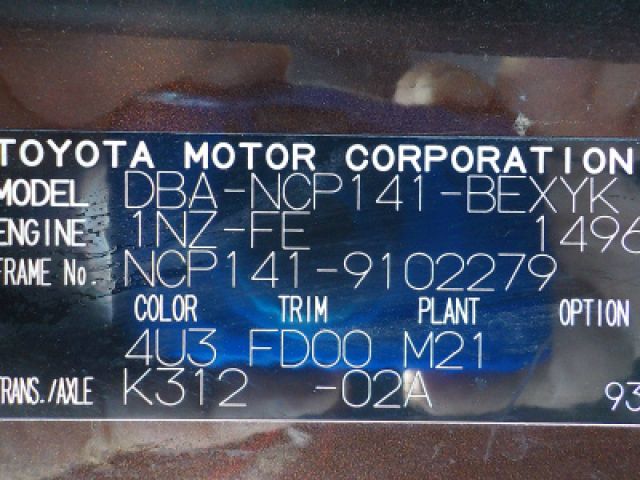 TOYOTA MOTOR CORPORATION
MODEL DBA-NCP141-BEXYK
ENGINE 1NZ-FE 1496
FRAME No. NCP141-9102279
COLOR TRIM PLANT OPTION
4U3 FD00 M21
TRANS./AXLE K312 -02A 93